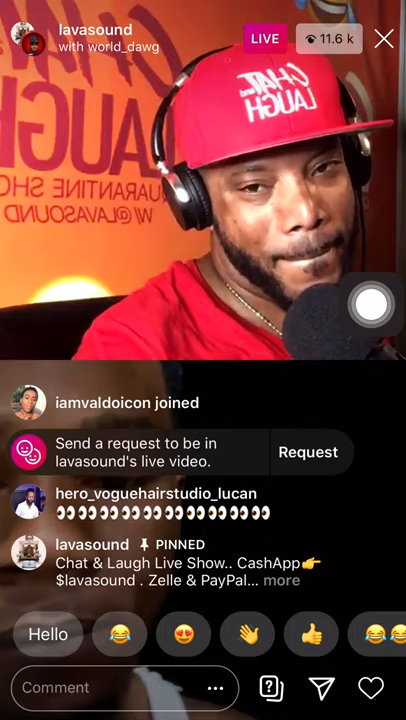 lavasound
with world_dawg
LIVE
11.6 k
CHAT
and
LAUGH
CHAT
LAUGH
QUARANTINE SHO
W/@LAVASOUND
iamvaldoicon joined
Send a request to be in
lavasound's live video.
Request
hero_voguehairstudio_lucan
👀👀👀👀👀👀👀👀👀👀
lavasound PINNED
Chat & Laugh Live Show.. CashApp👉
$lavasound . Zelle & PayPal... more
Hello 😂 😍 👋 👍 😂😂
Comment ...